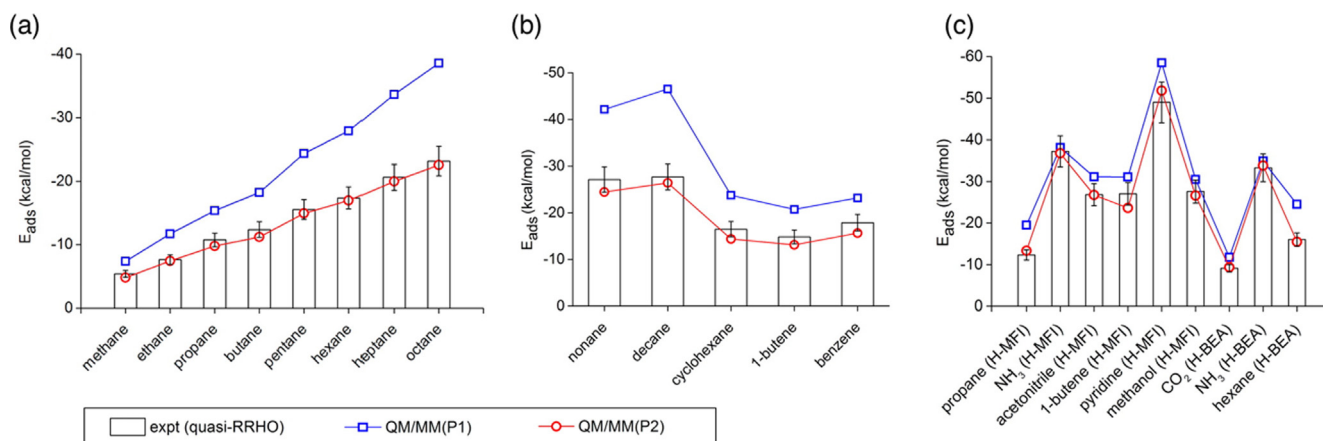 (a)
-40
-30
-20
-10
0
E_ads (kcal/mol)
methane
ethane
propane
butane
pentane
hexane
heptane
octane
(b)
-50
-40
-30
-20
-10
0
E_ads (kcal/mol)
nonane
decane
cyclohexane
1-butene
benzene
(c)
-60
-50
-40
-30
-20
-10
0
E_ads (kcal/mol)
propane (H-MFI)
NH₃ (H-MFI)
acetonitrile (H-MFI)
1-butene (H-MFI)
pyridine (H-MFI)
methanol (H-MFI)
CO₂ (H-BEA)
NH₃ (H-BEA)
hexane (H-BEA)
expt (quasi-RRHO) QM/MM(P1) QM/MM(P2)